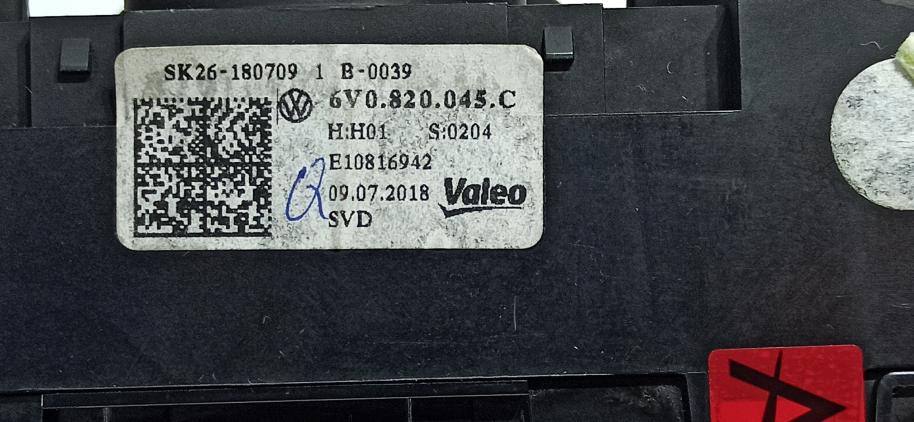 SK26-180709 1 B-0039
6V0.820.045.C
H:H01 S:0204
E10816942
09.07.2018
Valeo
SVD